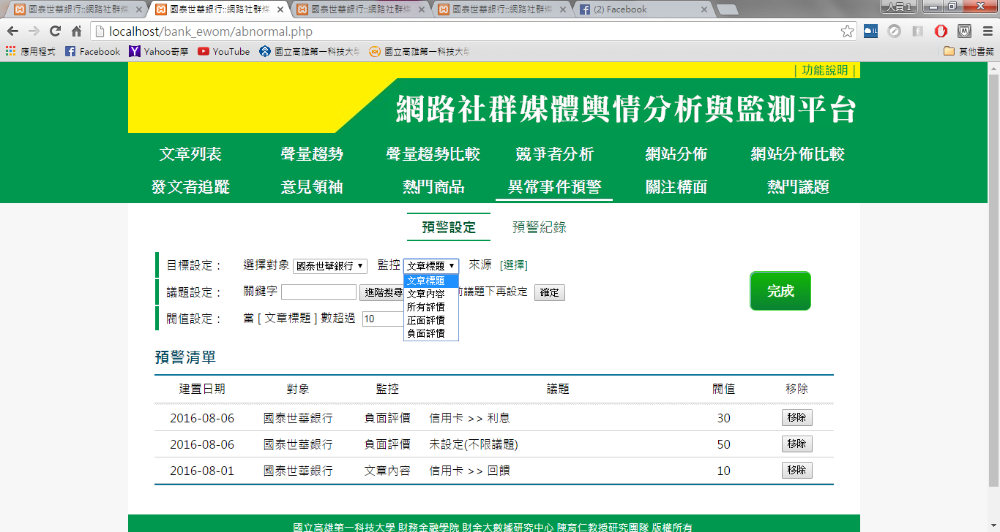 國泰世華銀行::網路社群媒 國泰世華銀行::網路社群媒 國泰世華銀行::網路社群媒 國泰世華銀行::網路社群媒 (2) Facebook 人員 1
localhost/bank_ewom/abnormal.php
應用程式 Facebook Yahoo奇摩 YouTube 國立高雄第一科技大學 國立高雄第一科技大學 其他書籤
| 功能說明 |
網路社群媒體輿情分析與監測平台
文章列表 聲量趨勢 聲量趨勢比較 競爭者分析 網站分佈 網站分佈比較
發文者追蹤 意見領袖 熱門商品 異常事件預警 關注構面 熱門議題
預警設定 預警紀錄
目標設定： 選擇對象 國泰世華銀行 監控 文章標題 來源 [選擇]
文章標題
文章內容
所有評價
正面評價
負面評價
議題設定： 關鍵字 進階搜尋 前議題下再設定 確定
閥值設定： 當 [ 文章標題 ] 數超過 10
完成
預警清單
建置日期 對象 監控 議題 閥值 移除
2016-08-06 國泰世華銀行 負面評價 信用卡 >> 利息 30 移除
2016-08-06 國泰世華銀行 負面評價 未設定(不限議題) 50 移除
2016-08-01 國泰世華銀行 文章內容 信用卡 >> 回饋 10 移除
國立高雄第一科技大學 財務金融學院 財金大數據研究中心 陳育仁教授研究團隊 版權所有